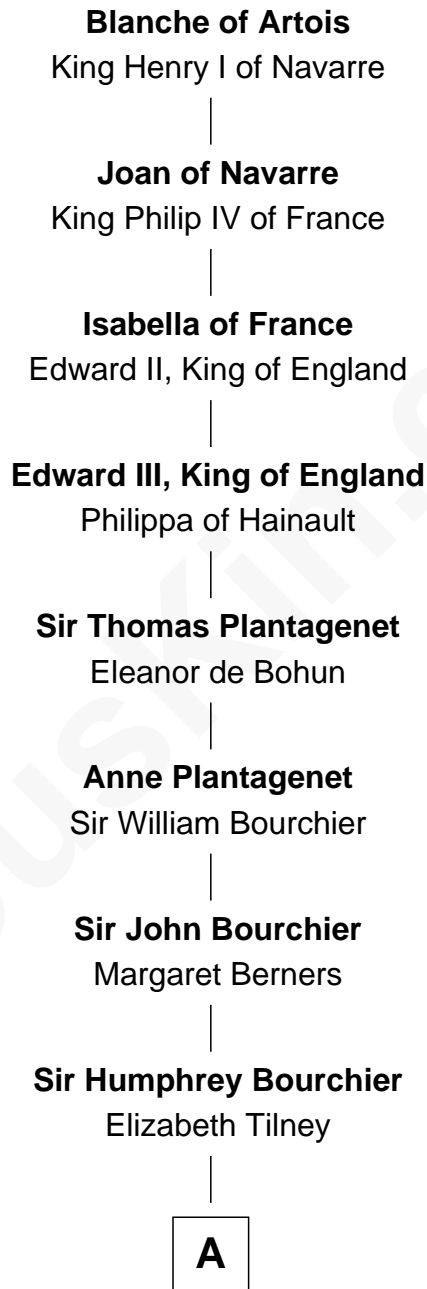 Blanche of Artois
King Henry I of Navarre
Joan of Navarre
King Philip IV of France
Isabella of France
Edward II, King of England
Edward III, King of England
Philippa of Hainault
Sir Thomas Plantagenet
Eleanor de Bohun
Anne Plantagenet
Sir William Bourchier
Sir John Bourchier
Margaret Berners
Sir Humphrey Bourchier
Elizabeth Tilney
A